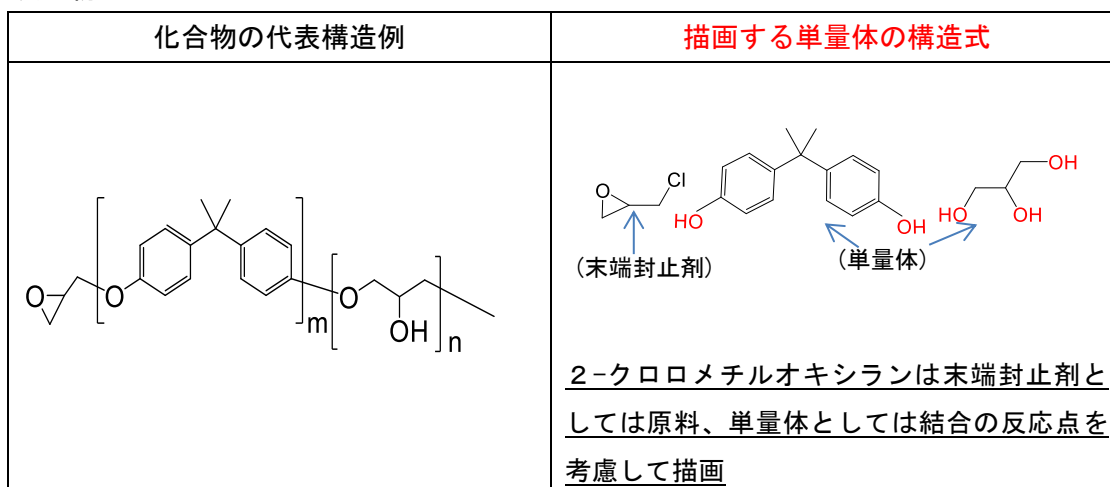 化合物の代表構造例
描画する単量体の構造式
O
O
m
O
OH
n
O
Cl
HO
OH
OH
HO
OH
(末端封止剤)
(単量体)
2-クロロメチルオキシランは末端封止剤と
しては原料、単量体としては結合の反応点を
考慮して描画